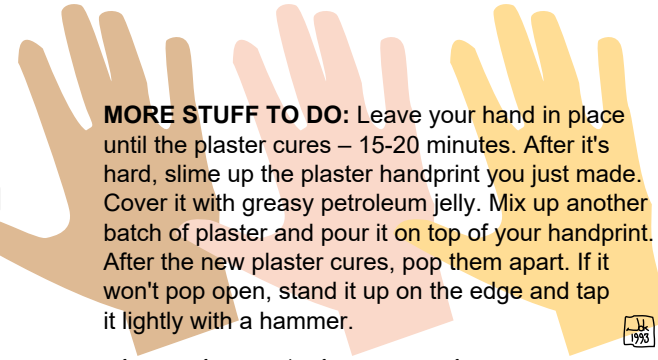 MORE STUFF TO DO: Leave your hand in place
until the plaster cures – 15-20 minutes. After it's
hard, slime up the plaster handprint you just made.
Cover it with greasy petroleum jelly. Mix up another
batch of plaster and pour it on top of your handprint.
After the new plaster cures, pop them apart. If it
won't pop open, stand it up on the edge and tap
it lightly with a hammer.
1993